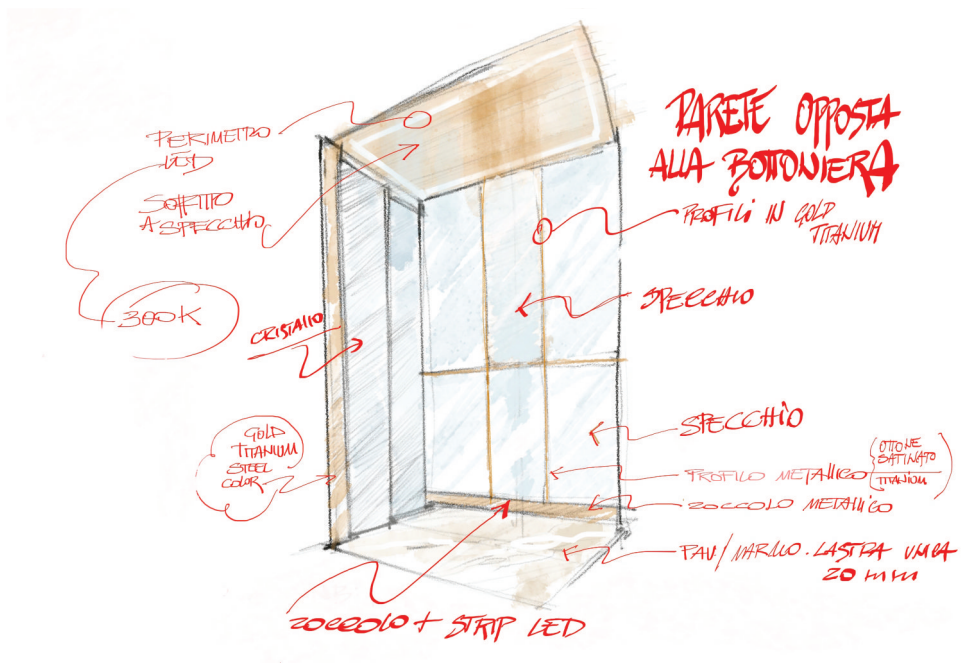 PARETE OPPOSTA
ALLA BOTTONIERA
PERIMETRO
LED
SOFFITTO
A SPECCHIO
300K
CRISTALLO
GOLD
TITANIUM
STEEL
COLOR
PROFILI IN GOLD
TITANIUM
SPECCHIO
SPECCHIO
PROFILO METALLICO
OTTONE
SATINATO
TITANIUM
ZOCCOLO METALLICO
PAV/MARMO. LASTRA UNICA
20 mm
ZOCCOLO + STRIP LED